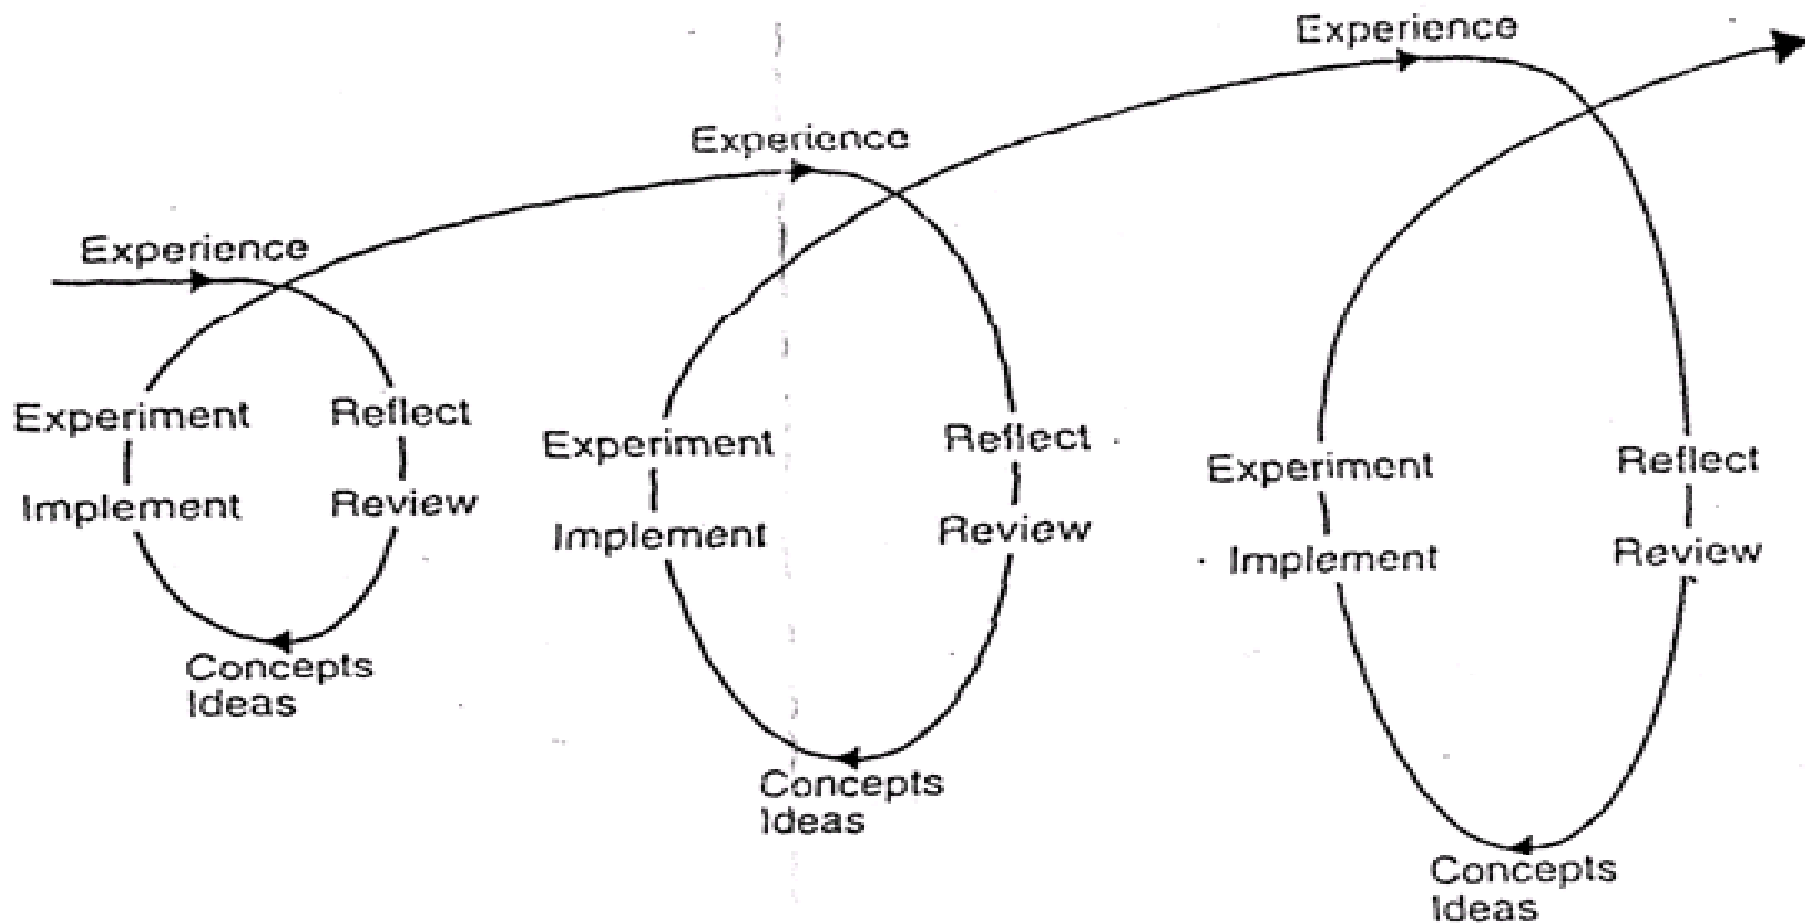 Experience
Experience
Experience
Experiment Reflect
Implement Review
Concepts
Ideas
Experiment Reflect
Implement Review
Concepts
Ideas
Experiment Reflect
Implement Review
Concepts
Ideas